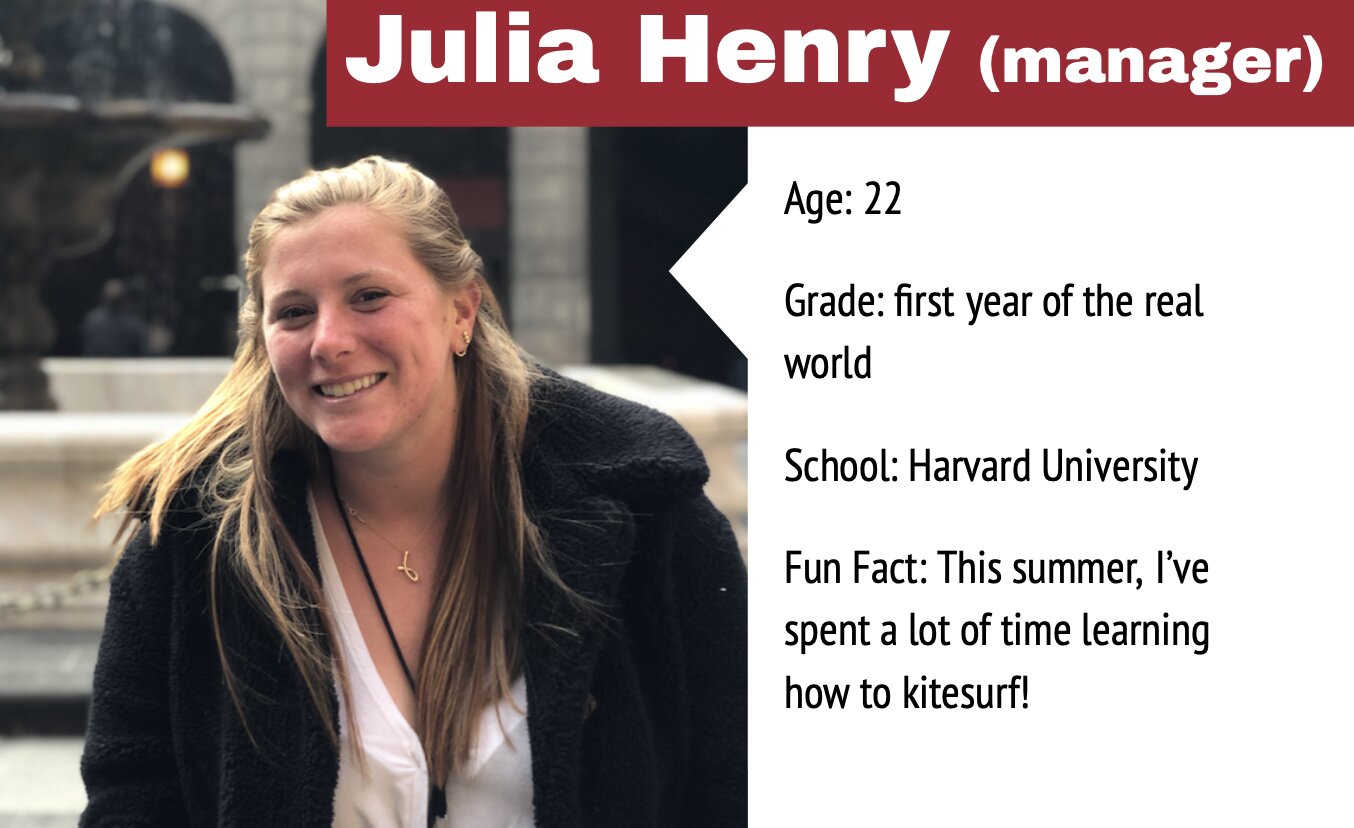 Julia Henry (manager)
Age: 22
Grade: first year of the real
world
School: Harvard University
Fun Fact: This summer, I’ve
spent a lot of time learning
how to kitesurf!